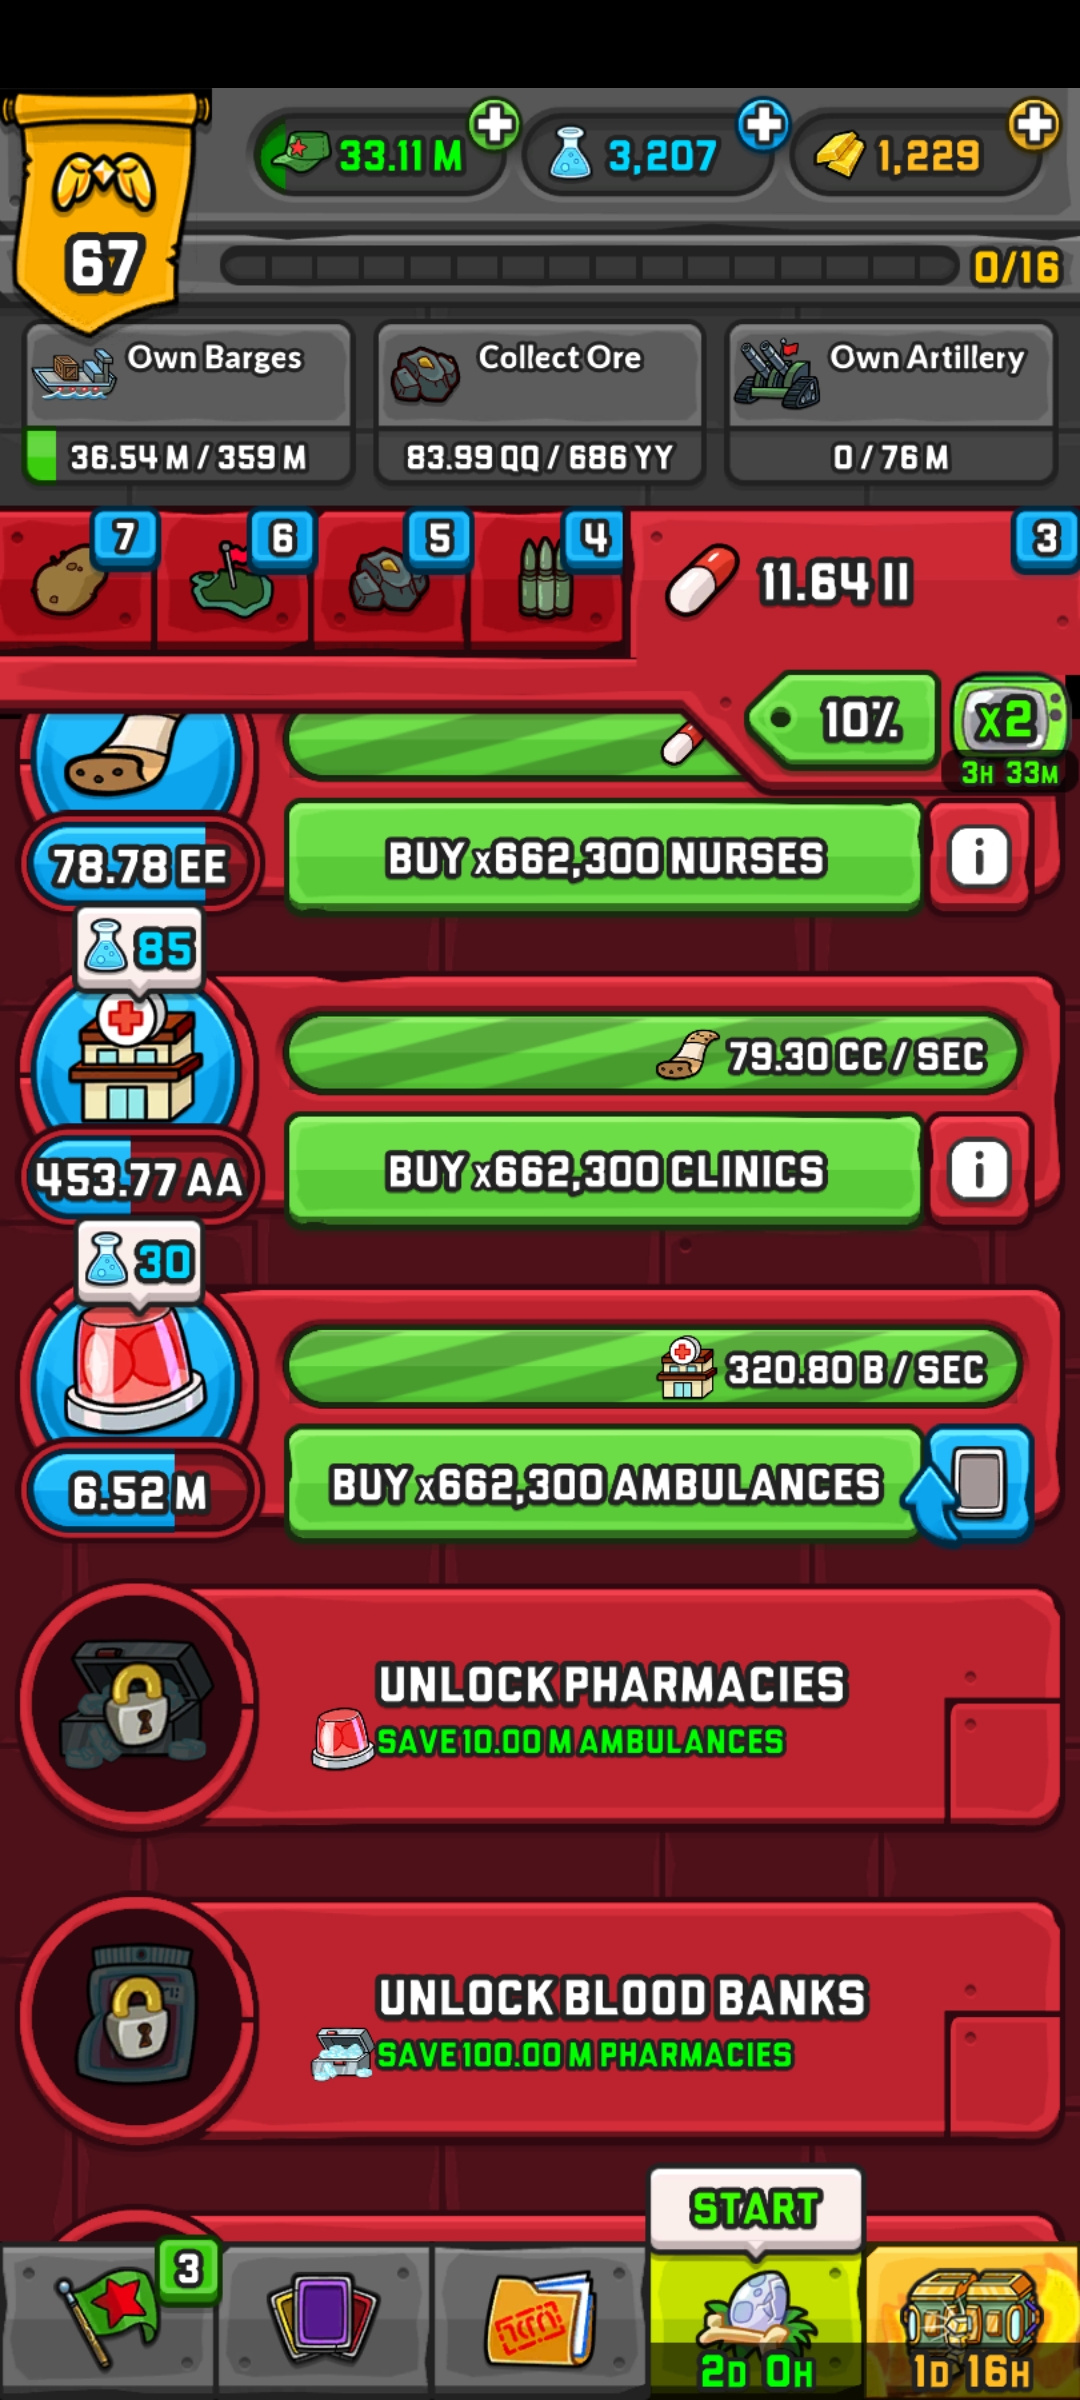 33.11 M
3,207
1,229
67
0/16
Own Barges
36.54 M / 359 M
Collect Ore
83.99 QQ / 686 YY
Own Artillery
0 / 76 M
7
6
5
4
3
11.64 II
10%
x2
3H 33M
78.78 EE
BUY x662,300 NURSES
i
85
79.30 CC / SEC
453.77 AA
BUY x662,300 CLINICS
i
30
320.80 B / SEC
6.52 M
BUY x662,300 AMBULANCES
UNLOCK PHARMACIES
SAVE 10.00 M AMBULANCES
UNLOCK BLOOD BANKS
SAVE 100.00 M PHARMACIES
START
3
2D 0H
1D 16H